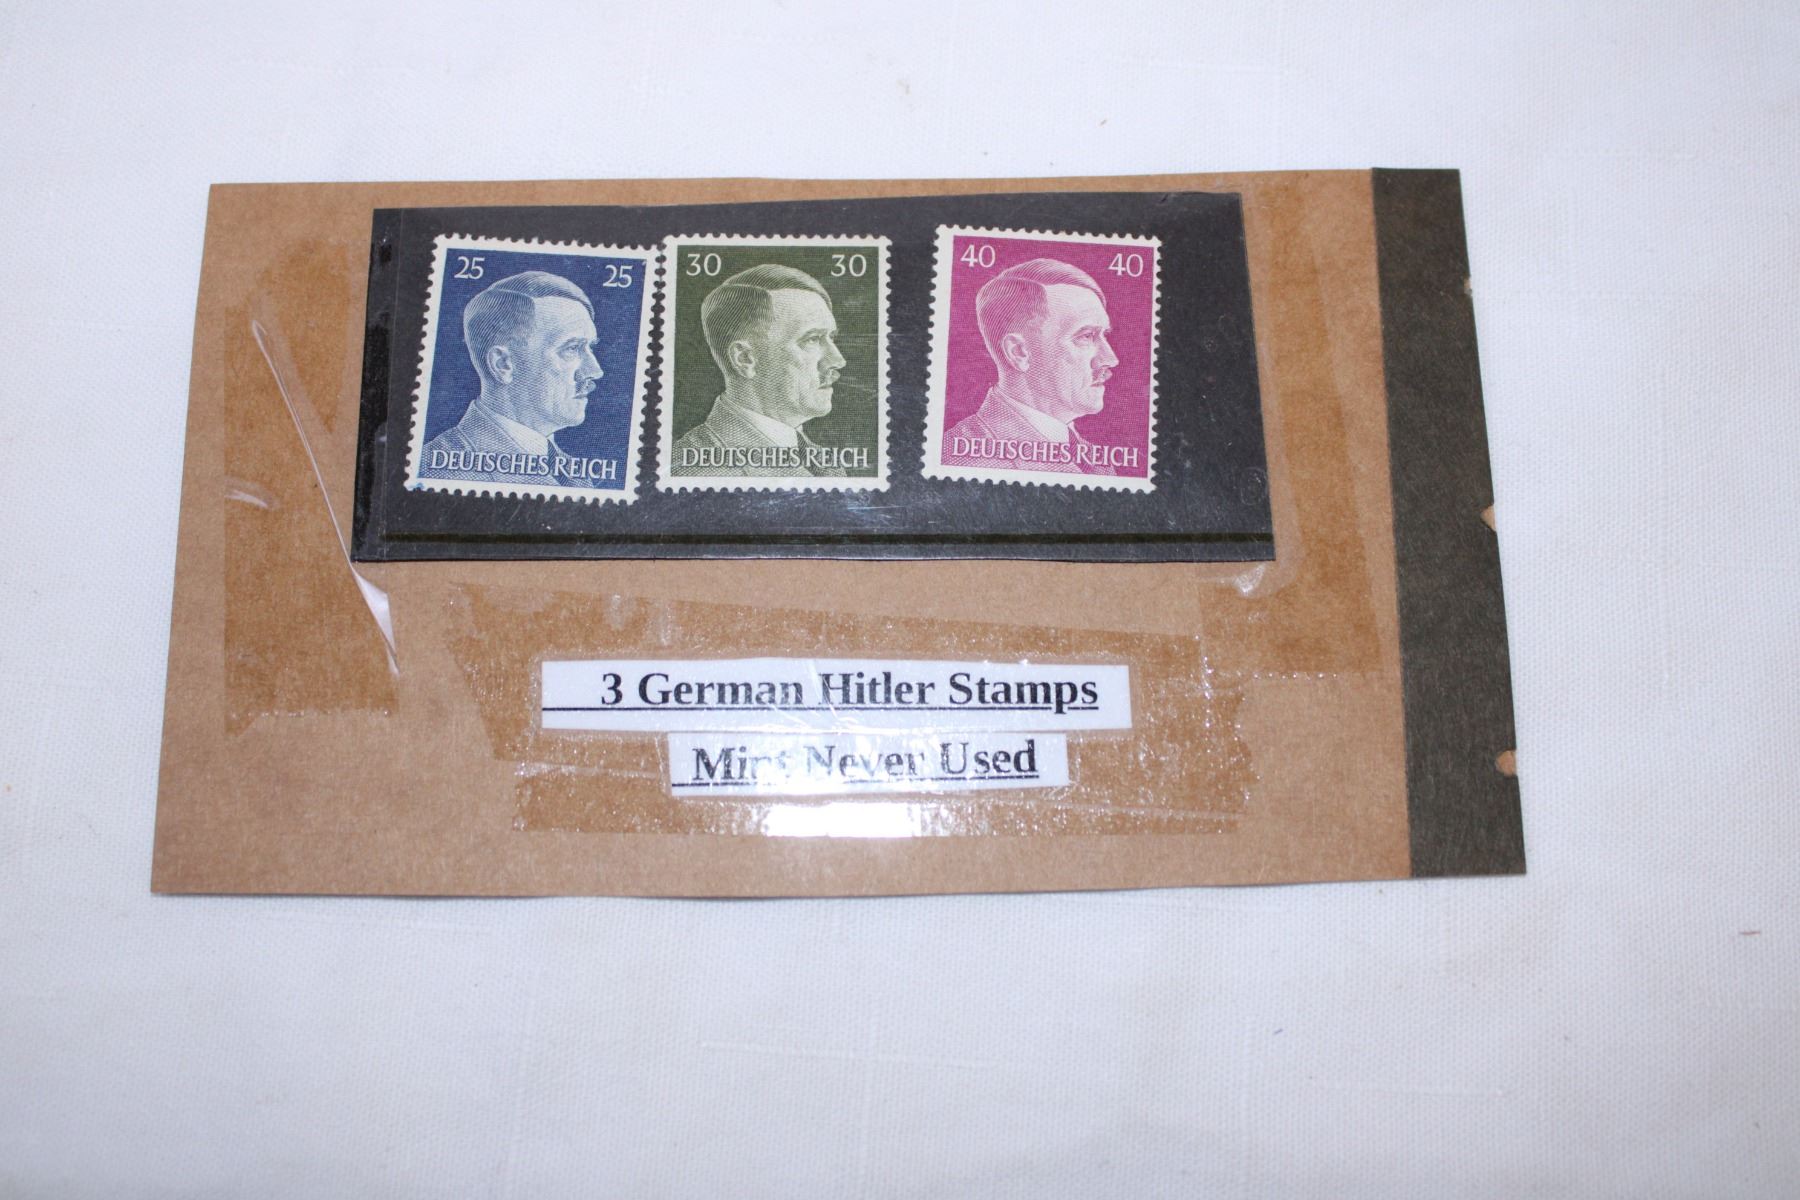 25 25
DEUTSCHES REICH
30 30
DEUTSCHES REICH
40 40
DEUTSCHES REICH
3 German Hitler Stamps
Mint Never Used